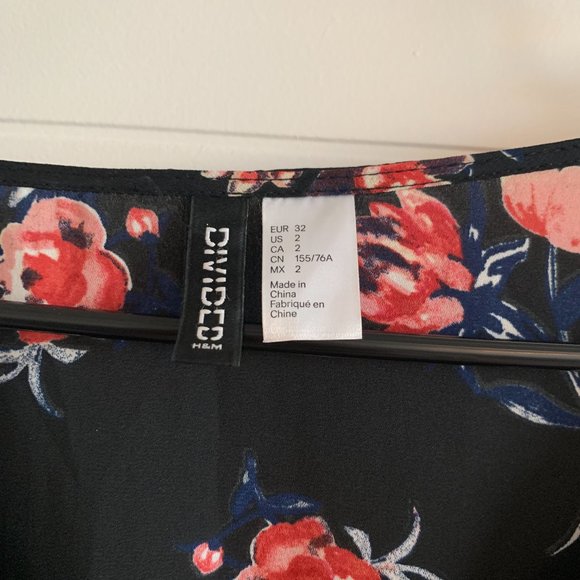 DIVIDED
H&M
EUR 32
US 2
CA 2
CN 155/76A
MX 2
Made in
China
Fabriqué en
Chine